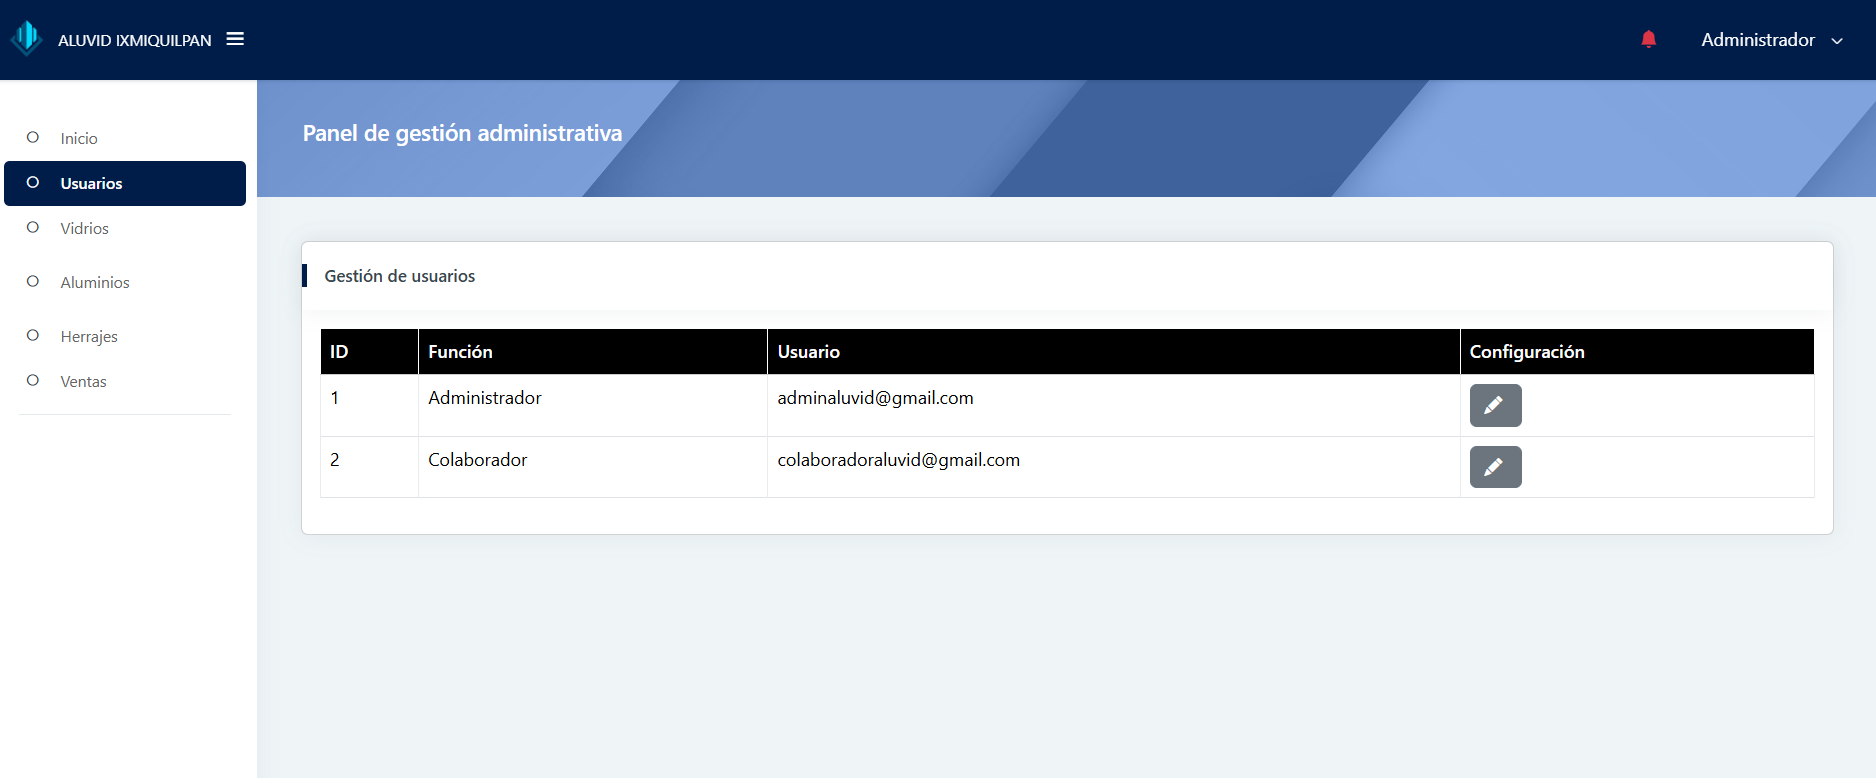 ALUVID IXMIQUILPAN
Administrador
Inicio
Usuarios
Vidrios
Aluminios
Herrajes
Ventas
Panel de gestión administrativa
Gestión de usuarios
ID Función Usuario Configuración
1 Administrador adminaluvid@gmail.com
2 Colaborador colaboradoraluvid@gmail.com